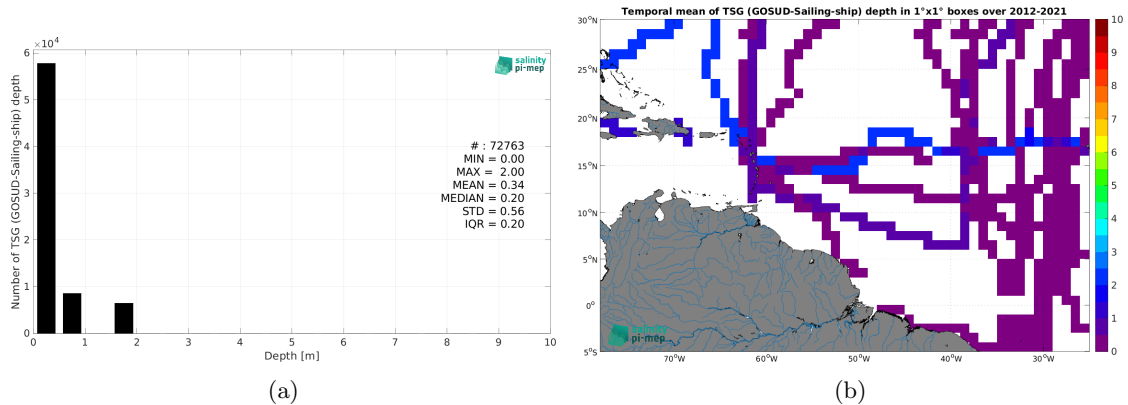 ×10⁴
6
5
4
3
2
1
0
0 1 2 3 4 5 6 7 8 9 10
Number of TSG (GOSUD-Sailing-ship) depth
Depth [m]
salinity
pi-mep
# : 72763
MIN = 0.00
MAX = 2.00
MEAN = 0.34
MEDIAN = 0.20
STD = 0.56
IQR = 0.20
(a)
Temporal mean of TSG (GOSUD-Sailing-ship) depth in 1°x1° boxes over 2012-2021
30°N
25°N
20°N
15°N
10°N
5°N
0°
5°S
70°W 60°W 50°W 40°W 30°W
salinity
pi-mep
10
9
8
7
6
5
4
3
2
1
0
(b)